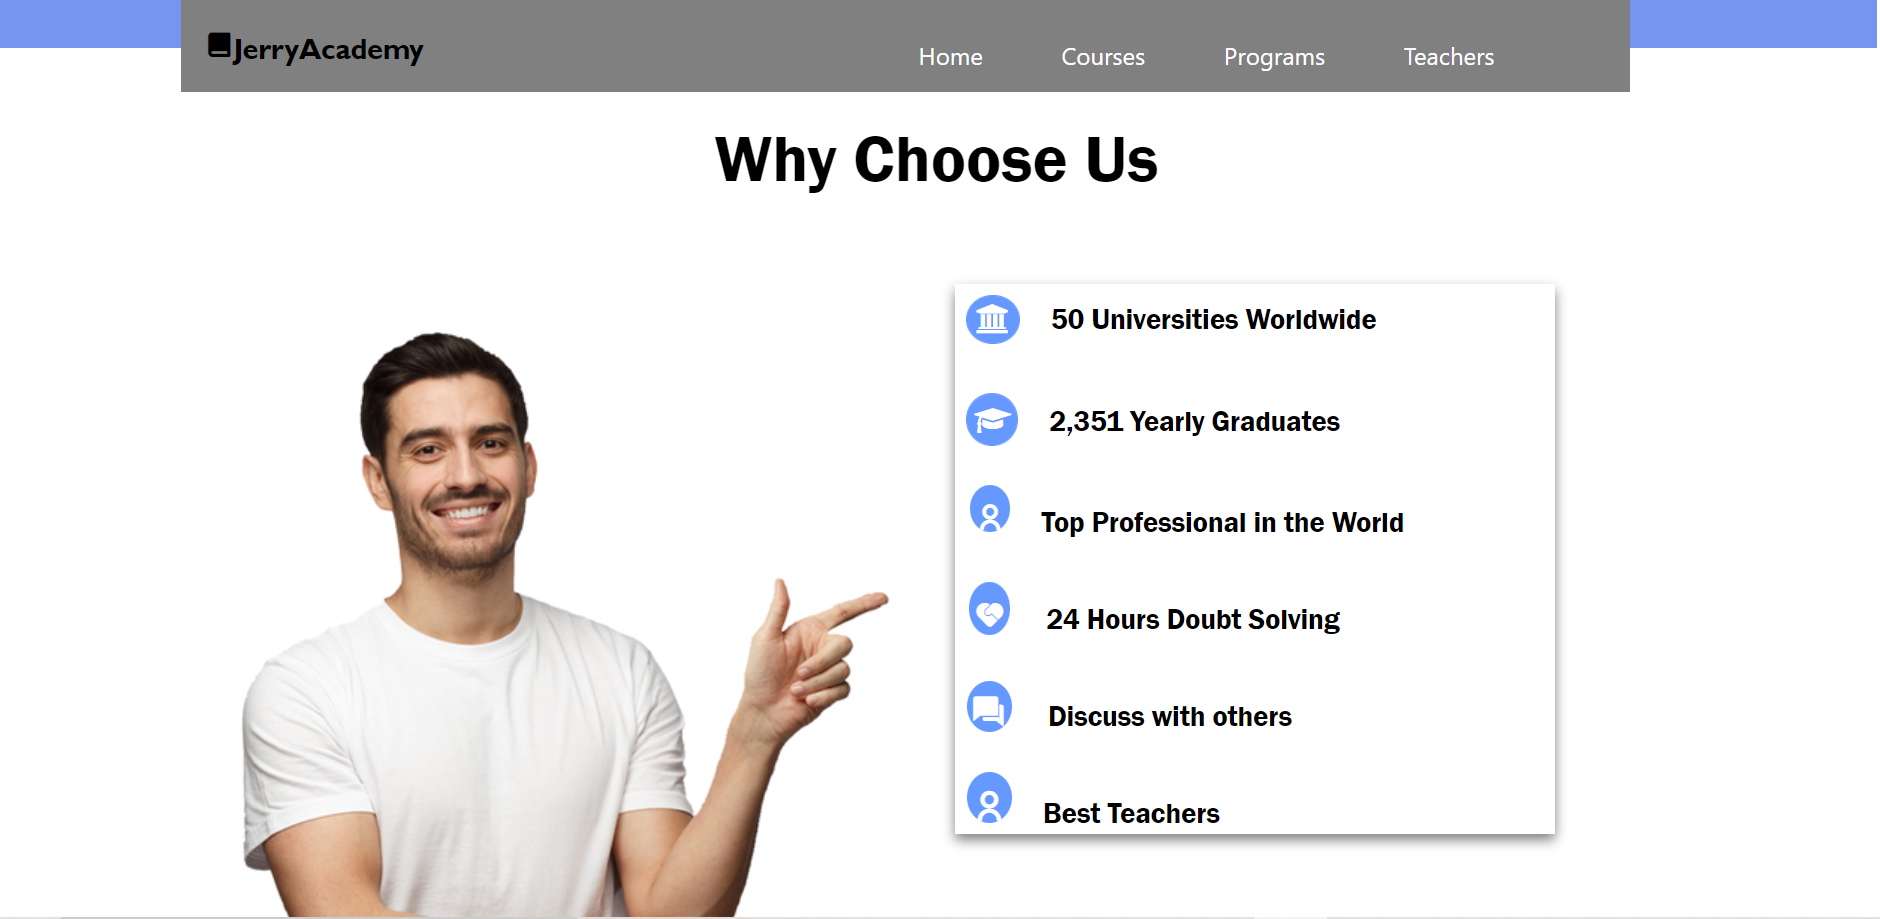 JerryAcademy
Home Courses Programs Teachers
Why Choose Us
50 Universities Worldwide
2,351 Yearly Graduates
Top Professional in the World
24 Hours Doubt Solving
Discuss with others
Best Teachers